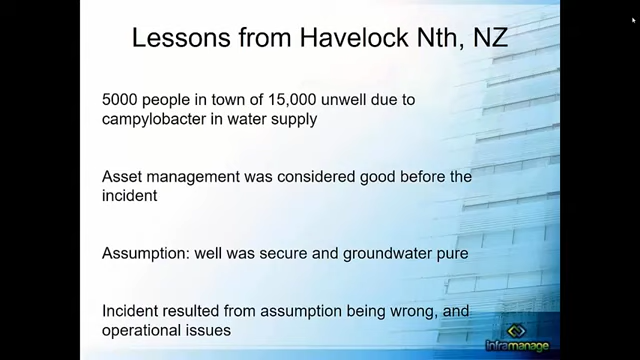 Lessons from Havelock Nth, NZ
5000 people in town of 15,000 unwell due to
campylobacter in water supply
Asset management was considered good before the
incident
Assumption: well was secure and groundwater pure
Incident resulted from assumption being wrong, and
operational issues
inframanage